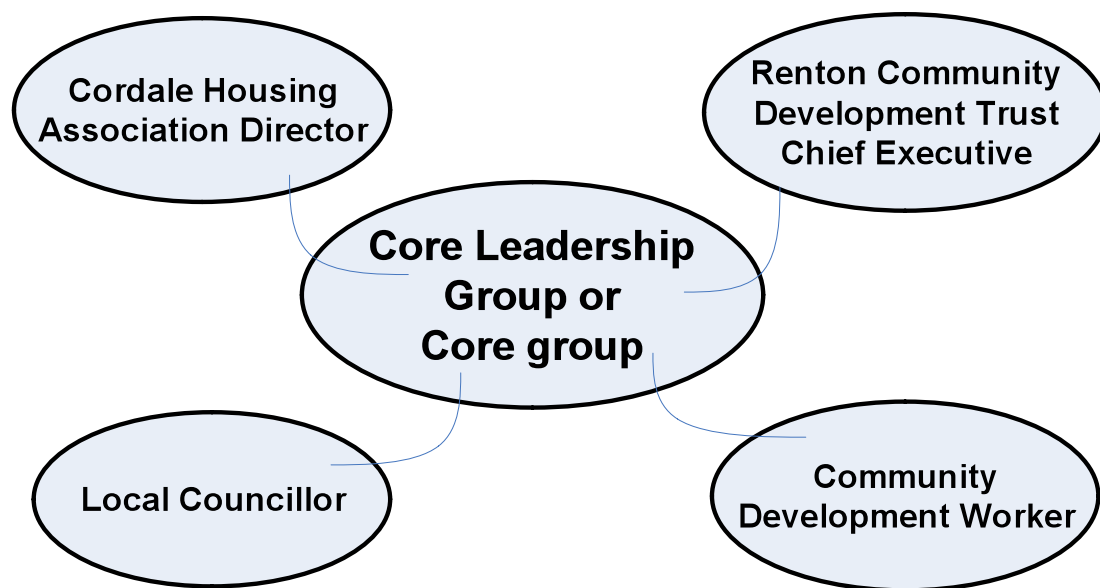 Cordale Housing
Association Director
Renton Community
Development Trust
Chief Executive
Core Leadership
Group or
Core group
Local Councillor
Community
Development Worker